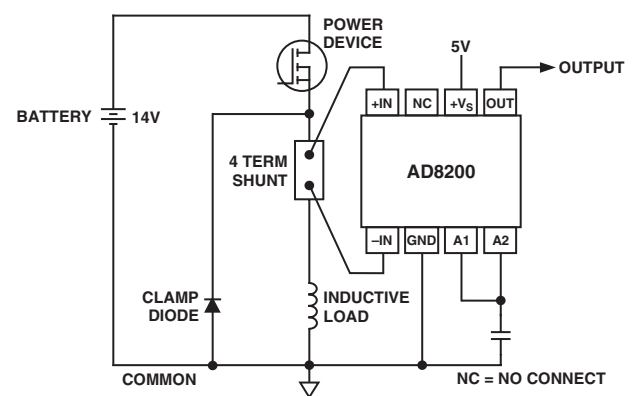 POWER
DEVICE
5V
OUTPUT
+IN
NC
+VS
OUT
BATTERY
14V
4 TERM
SHUNT
AD8200
–IN
GND
A1
A2
CLAMP
DIODE
INDUCTIVE
LOAD
COMMON
NC = NO CONNECT